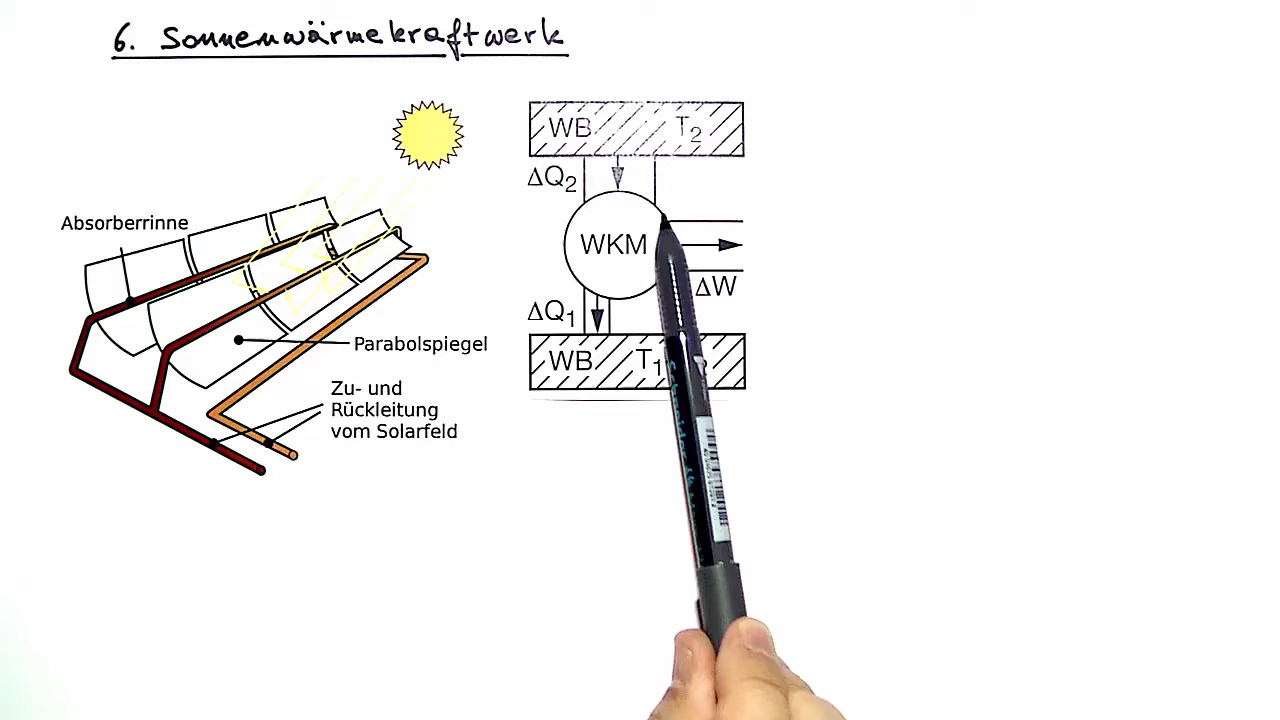 6. Sonnenwärmekraftwerk
Absorberrinne
Parabolspiegel
Zu- und
Rückleitung
vom Solarfeld
WB T₂
ΔQ₂
WKM
ΔW
ΔQ₁
WB T₁